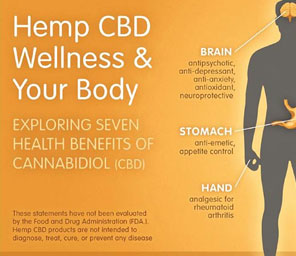 Hemp CBD
Wellness &
Your Body
EXPLORING SEVEN
HEALTH BENEFITS OF
CANNABIDIOL (CBD)
These statements have not been evaluated
by the Food and Drug Administration (FDA).
Hemp CBD products are not intended to
diagnose, treat, cure, or prevent any disease
BRAIN
antipsychotic,
anti-depressant,
anti-anxiety,
antioxidant,
neuroprotective
STOMACH
anti-emetic,
appetite control
HAND
analgesic for
rheumatoid
arthritis